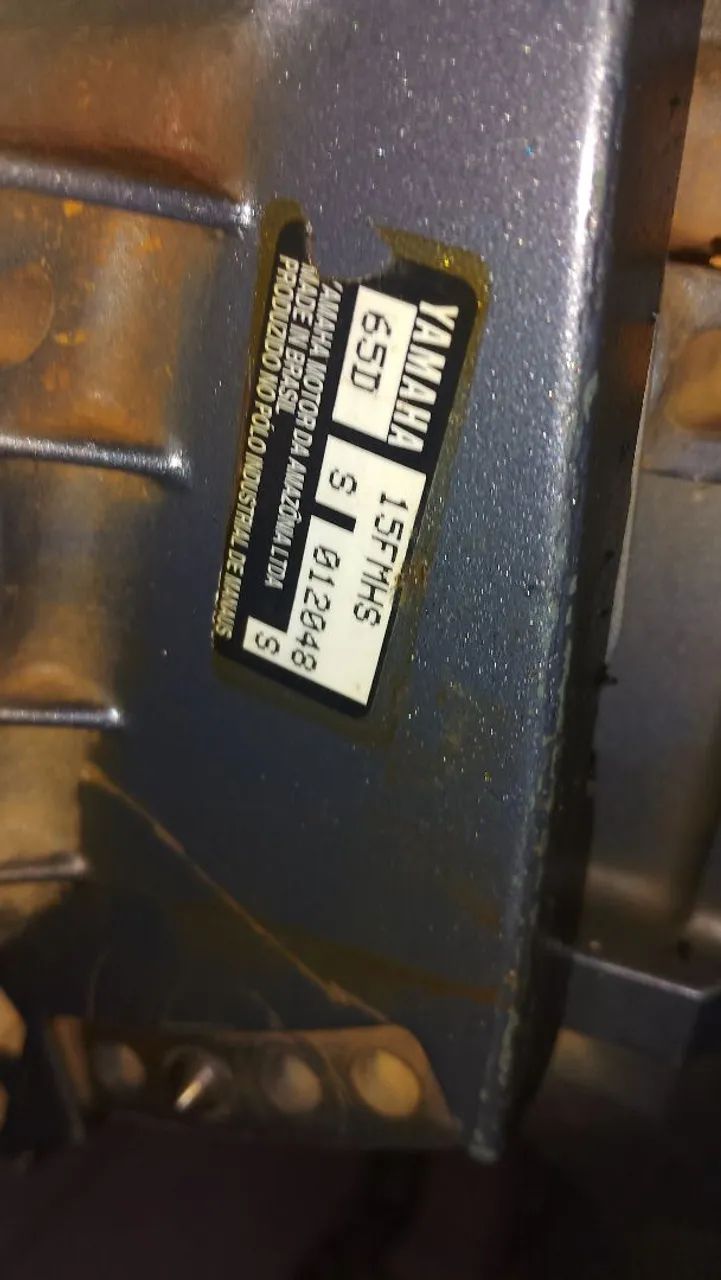 YAMAHA 15FMHS
65D S 012048
S
YAMAHA MOTOR DA AMAZÔNIA LTDA
MADE IN BRASIL
PRODUZIDO NO PÓLO INDUSTRIAL DE MANAUS